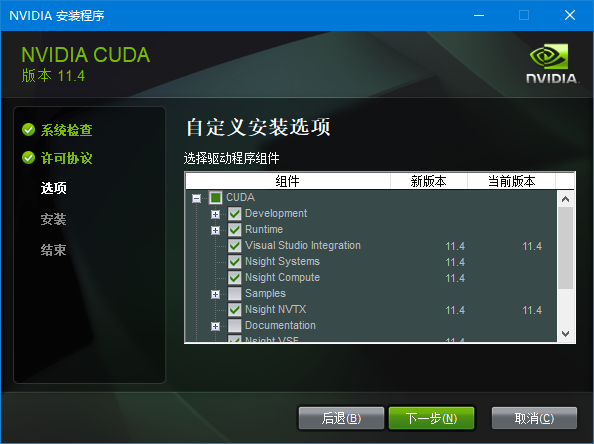 NVIDIA 安装程序
NVIDIA CUDA
版本 11.4
NVIDIA.
系统检查
许可协议
选项
安装
结束
自定义安装选项
选择驱动程序组件
组件 新版本 当前版本
CUDA
Development
Runtime
Visual Studio Integration 11.4 11.4
Nsight Systems 11.4
Nsight Compute 11.4
Samples
Nsight NVTX 11.4 11.4
Documentation
Nsight VSE 11.4
后退(B) 下一步(N) 取消(C)